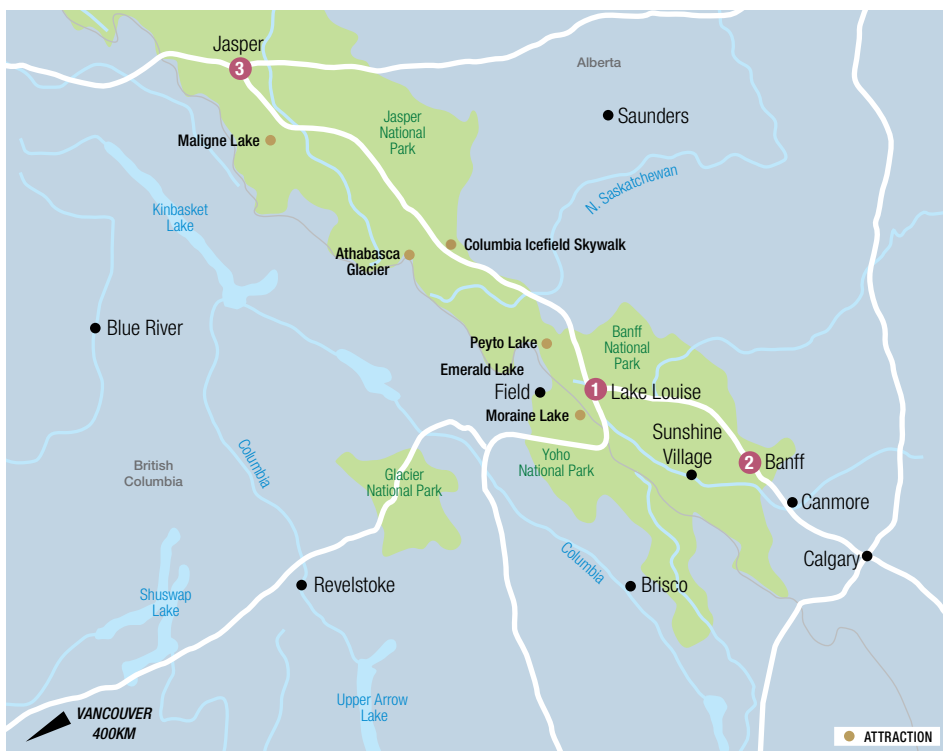 Jasper
3
Alberta
Saunders
Jasper
National
Park
Maligne Lake
N. Saskatchewan
Kinbasket
Lake
Columbia Icefield Skywalk
Athabasca
Glacier
Blue River
Peyto Lake
Banff
National
Park
Emerald Lake
Field
1
Lake Louise
Moraine Lake
Sunshine
Village
2
Banff
Yoho
National Park
British
Columbia
Columbia
Glacier
National Park
Canmore
Columbia
Calgary
Revelstoke
Brisco
Shuswap
Lake
Upper Arrow
Lake
VANCOUVER
400KM
ATTRACTION